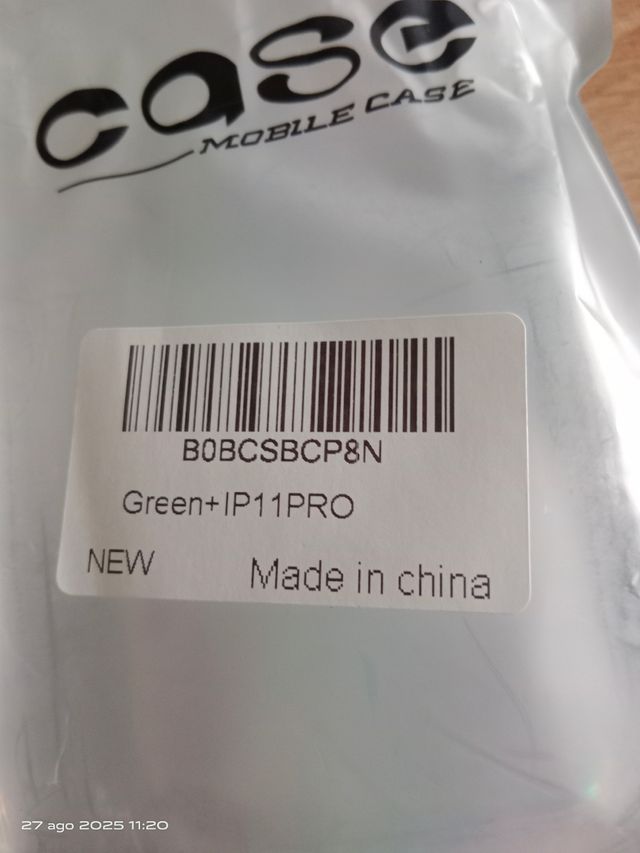 case
MOBILE CASE
B0BCSBCP8N
Green+IP11PRO
NEW
Made in china
27 ago 2025 11:20